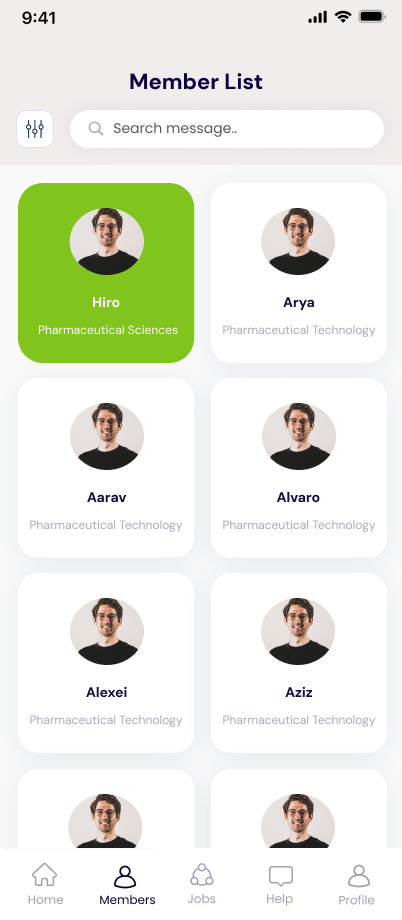 9:41
Member List
Search message..
Hiro
Pharmaceutical Sciences
Arya
Pharmaceutical Technology
Aarav
Pharmaceutical Technology
Alvaro
Pharmaceutical Technology
Alexei
Pharmaceutical Technology
Aziz
Pharmaceutical Technology
Home
Members
Jobs
Help
Profile